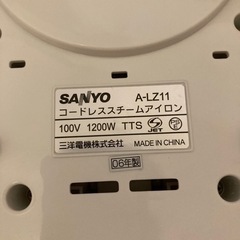 SANYO A-LZ11
コードレススチームアイロン
100V 1200W TTS
JET
三洋電機株式会社 MADE IN CHINA
06年製